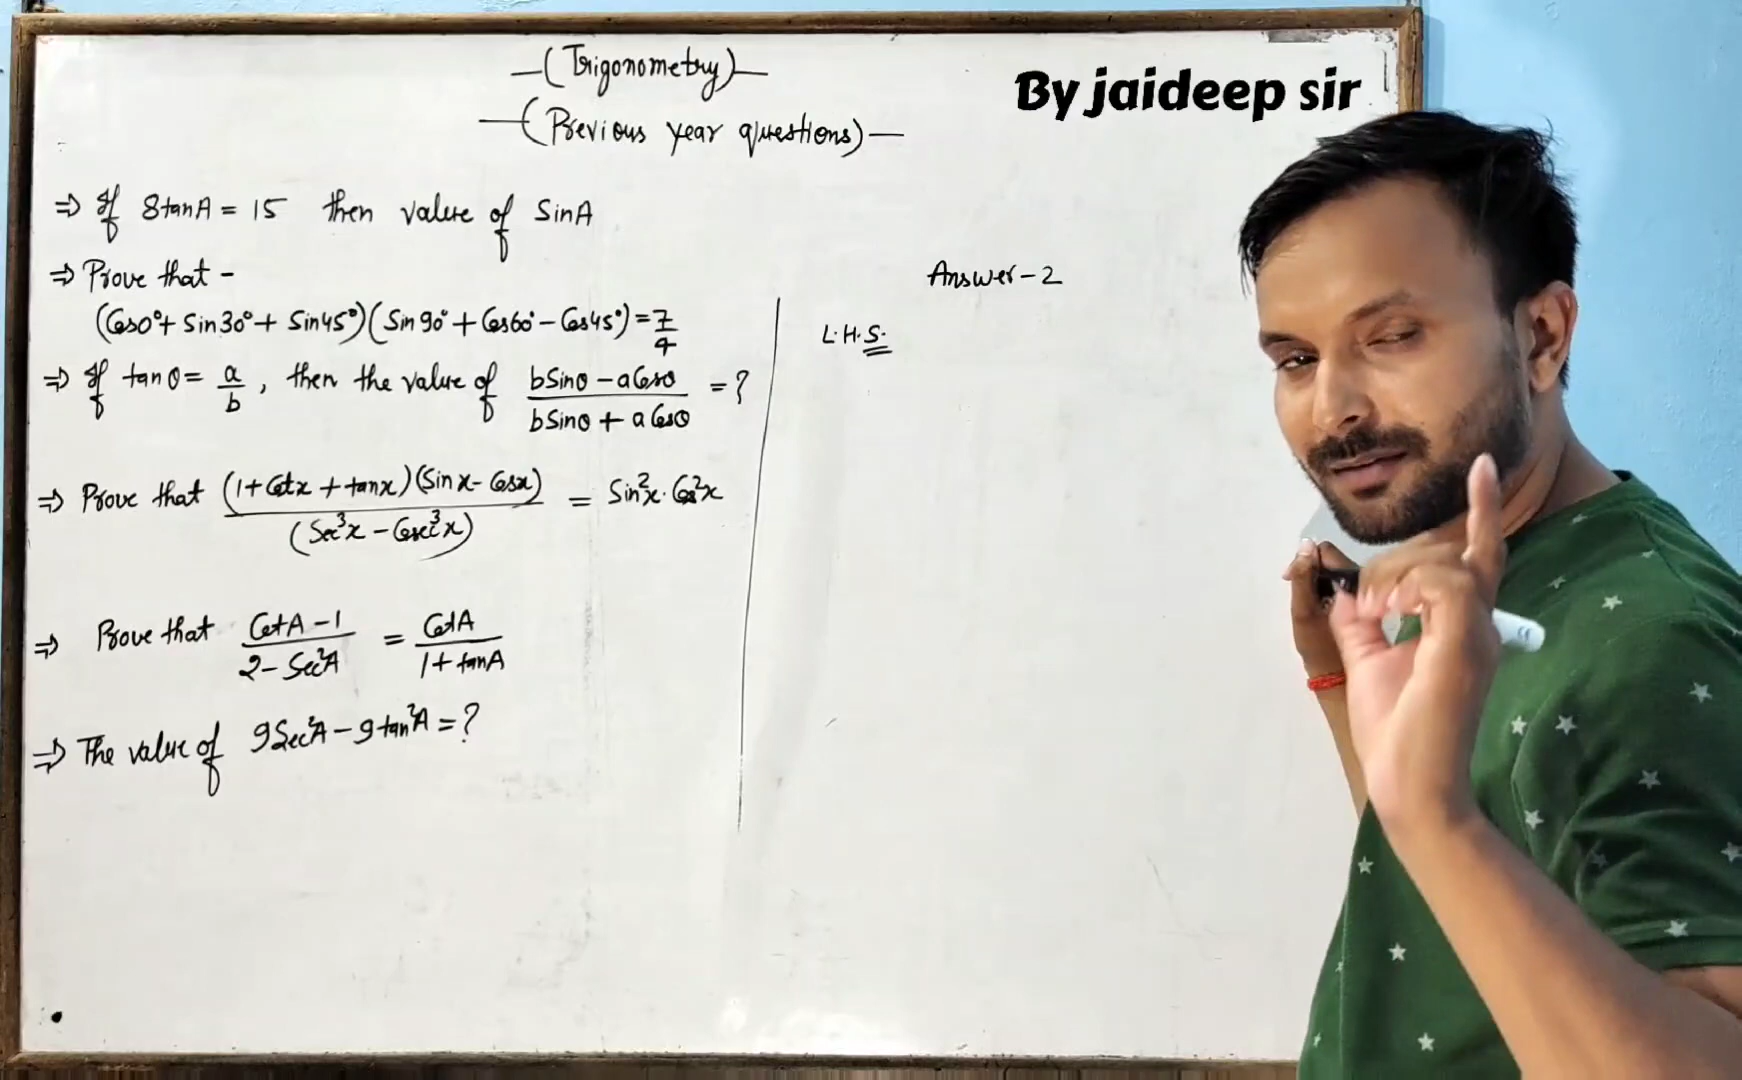 (Trigonometry)
By jaideep sir
(Previous year questions)
⇒ If 8tanA = 15 then value of SinA
⇒ Prove that -
(Cos0° + Sin30° + Sin45°)(Sin90° + Cos60° - Cos45°) = 7/4
⇒ If tanθ = a/b, then the value of (bSinθ - aCosθ)/(bSinθ + aCosθ) = ?
⇒ Prove that (1+Cotx + tanx)(Sinx - Cosx)/(Sec³x - Cosec³x) = Sin²x·Cos²x
⇒ Prove that (CotA - 1)/(2 - Sec²A) = CotA/(1 + tanA)
⇒ The value of 9Sec²A - 9tan²A = ?
Answer-2
L.H.S.